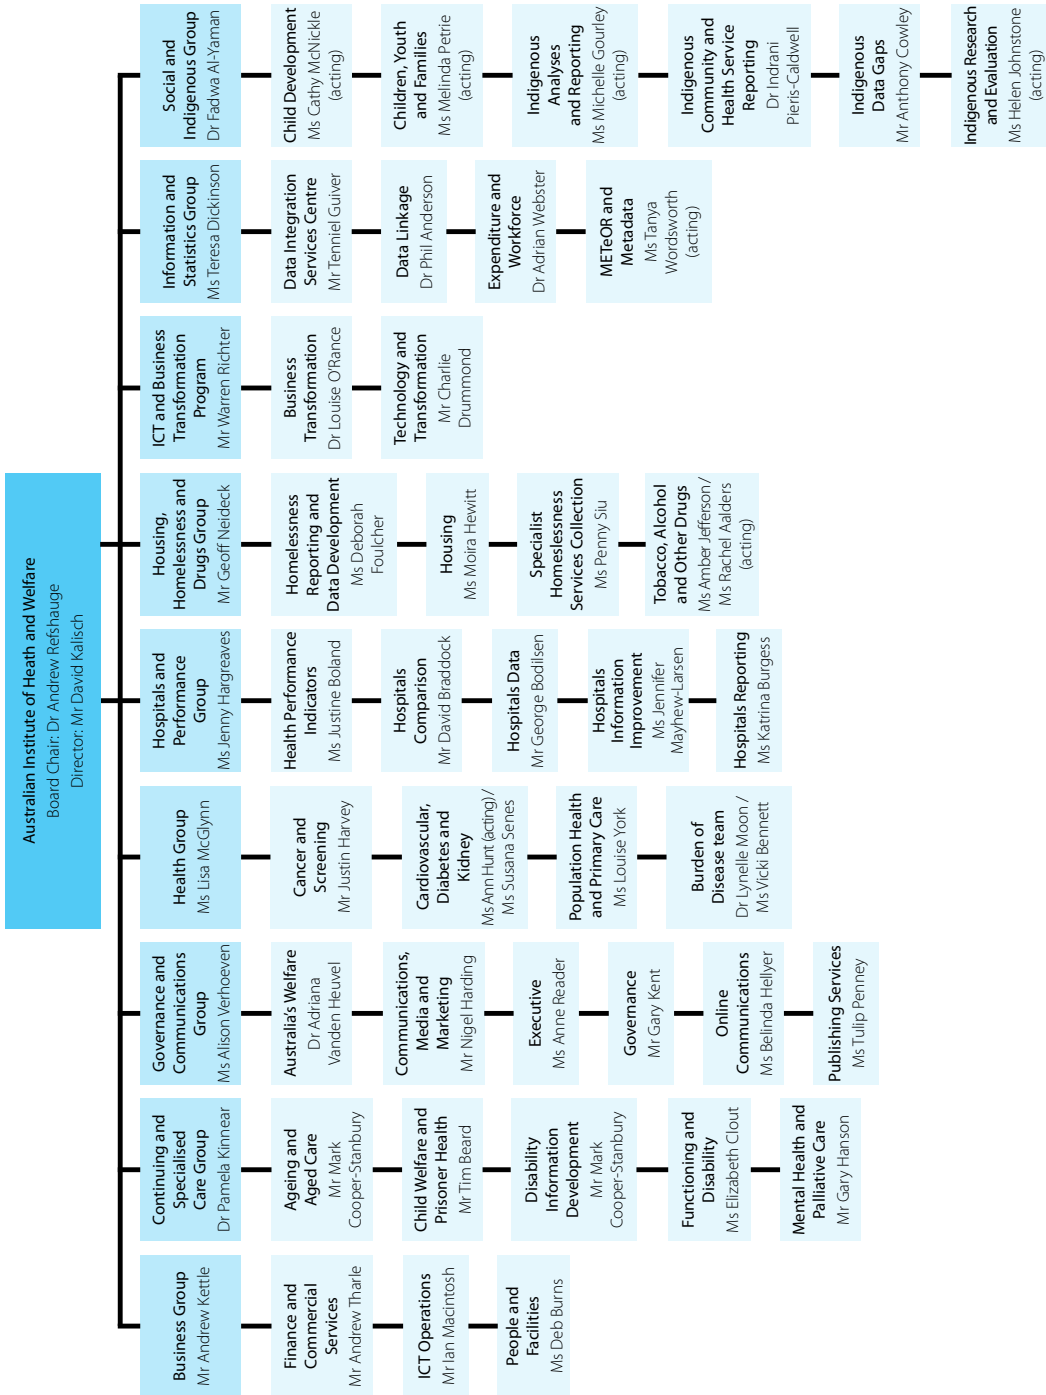 Australian Institute of Heath and Welfare
Board Chair: Dr Andrew Refshauge
Director: Mr David Kalisch
Business Group
Mr Andrew Kettle
Finance and
Commercial
Services
Mr Andrew Tharle
ICT Operations
Mr Ian Macintosh
People and
Facilities
Ms Deb Burns
Continuing and
Specialised
Care Group
Dr Pamela Kinnear
Ageing and
Aged Care
Mr Mark
Cooper-Stanbury
Child Welfare and
Prisoner Health
Mr Tim Beard
Disability
Information
Development
Mr Mark
Cooper-Stanbury
Functioning and
Disability
Ms Elizabeth Clout
Mental Health and
Palliative Care
Mr Gary Hanson
Governance and
Communications
Group
Ms Alison Verhoeven
Australia's Welfare
Dr Adriana
Vanden Heuvel
Communications,
Media and
Marketing
Mr Nigel Harding
Executive
Ms Anne Reader
Governance
Mr Gary Kent
Online
Communications
Ms Belinda Hellyer
Publishing Services
Ms Tulip Penney
Health Group
Ms Lisa McGlynn
Cancer and
Screening
Mr Justin Harvey
Cardiovascular,
Diabetes and
Kidney
Ms Ann Hunt (acting) /
Ms Susana Senes
Population Health
and Primary Care
Ms Louise York
Burden of
Disease team
Dr Lynelle Moon /
Ms Vicki Bennett
Hospitals and
Performance
Group
Ms Jenny Hargreaves
Health Performance
Indicators
Ms Justine Boland
Hospitals
Comparison
Mr David Braddock
Hospitals Data
Mr George Bodilsen
Hospitals
Information
Improvement
Ms Jennifer
Mayhew-Larsen
Hospitals Reporting
Ms Katrina Burgess
Housing,
Homelessness and
Drugs Group
Mr Geoff Neideck
Homelessness
Reporting and
Data Development
Ms Deborah
Foulcher
Housing
Ms Moira Hewitt
Specialist
Homeslessness
Services Collection
Ms Penny Siu
Tobacco, Alcohol
and Other Drugs
Ms Amber Jefferson /
Ms Rachel Aalders
(acting)
ICT and Business
Transformation
Program
Mr Warren Richter
Business
Transformation
Dr Louise O'Rance
Technology and
Transformation
Mr Charlie
Drummond
Information and
Statistics Group
Ms Teresa Dickinson
Data Integration
Services Centre
Mr Tenniel Guiver
Data Linkage
Dr Phil Anderson
Expenditure and
Workforce
Dr Adrian Webster
METeOR and
Metadata
Ms Tanya
Wordsworth
(acting)
Social and
Indigenous Group
Dr Fadwa Al-Yaman
Child Development
Ms Cathy McNickle
(acting)
Children, Youth
and Families
Ms Melinda Petrie
(acting)
Indigenous
Analyses
and Reporting
Ms Michelle Gourley
(acting)
Indigenous
Community and
Health Service
Reporting
Dr Indrani
Pieris-Caldwell
Indigenous
Data Gaps
Mr Anthony Cowley
Indigenous Research
and Evaluation
Ms Helen Johnstone
(acting)